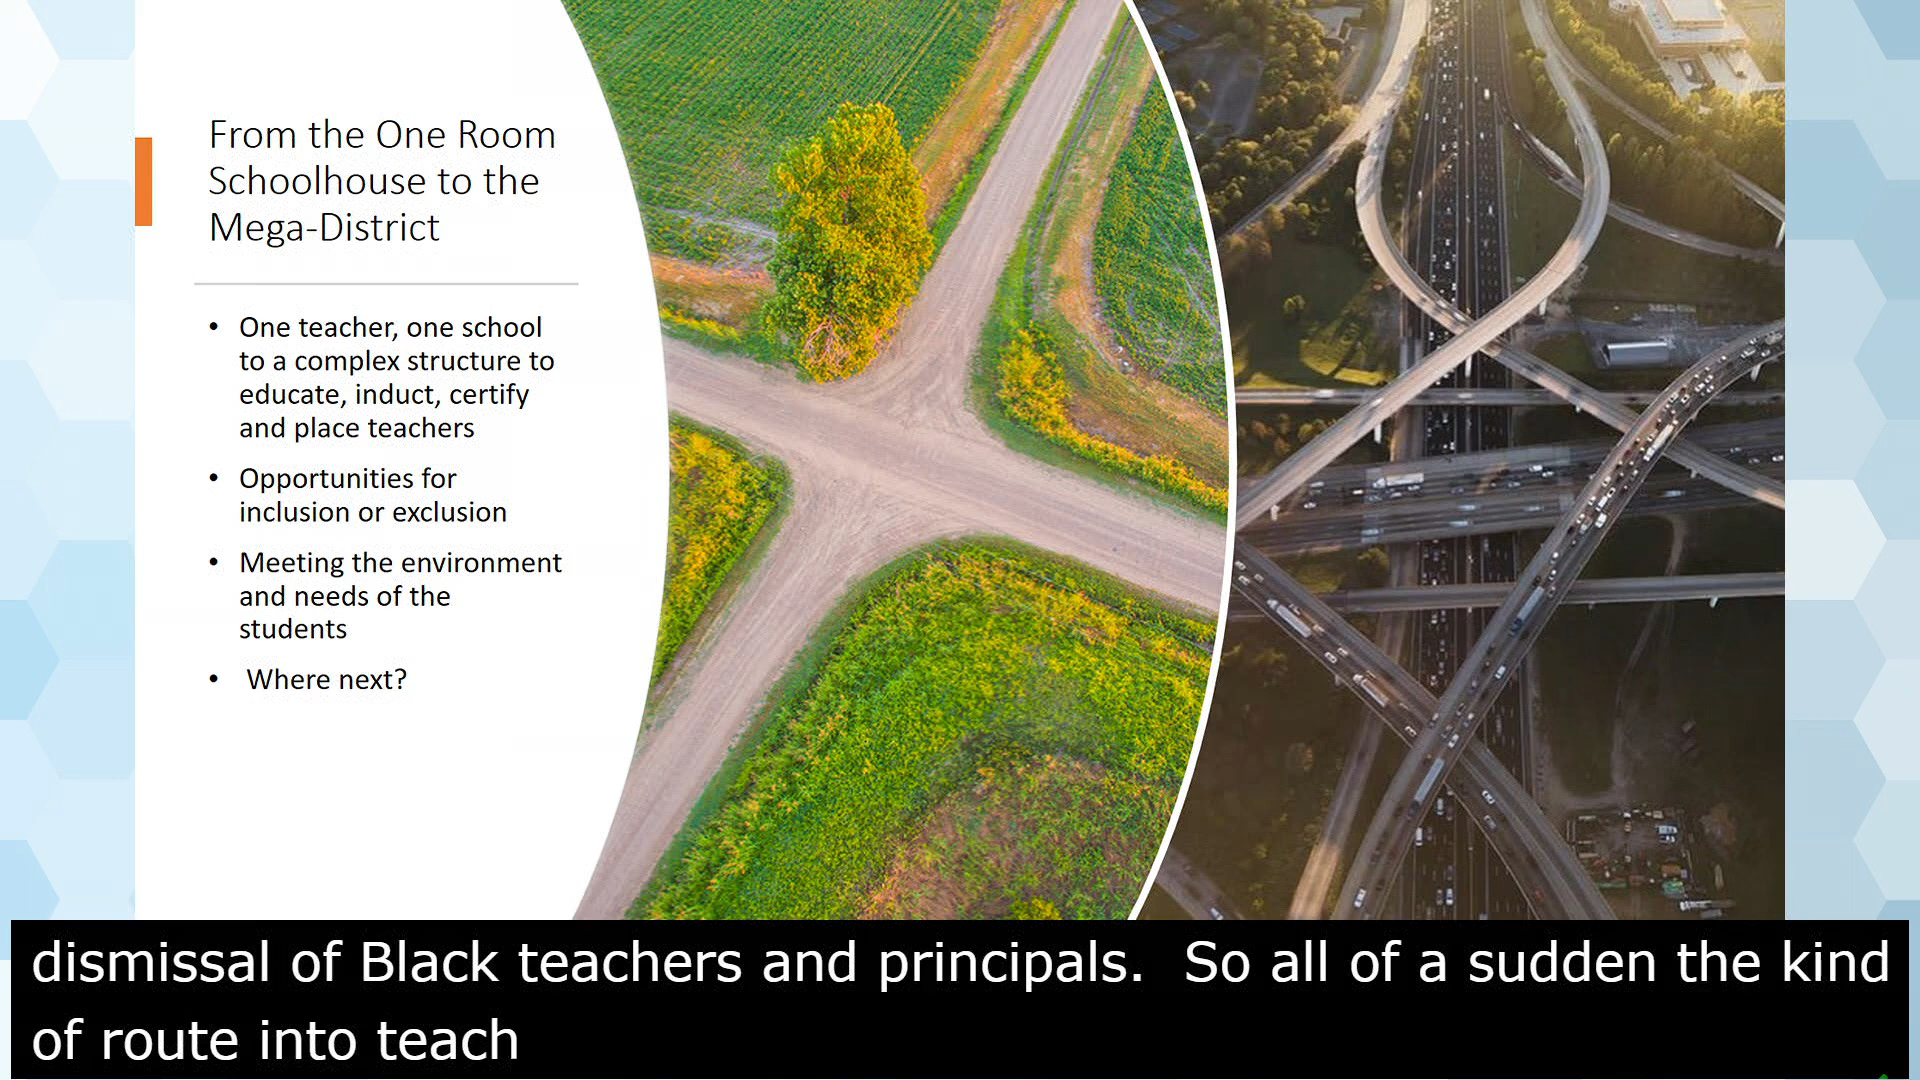 From the One Room
Schoolhouse to the
Mega-District
• One teacher, one school
to a complex structure to
educate, induct, certify
and place teachers
• Opportunities for
inclusion or exclusion
• Meeting the environment
and needs of the
students
• Where next?
dismissal of Black teachers and principals.  So all of a sudden the kind
of route into teach